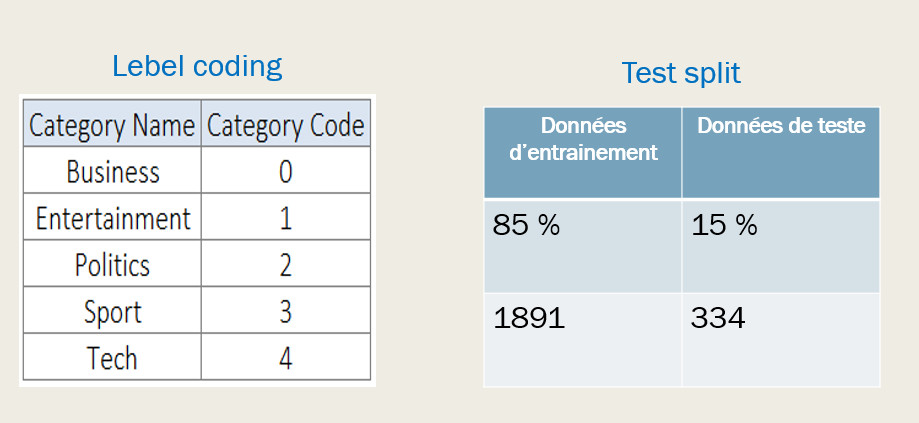 Lebel coding
Category Name Category Code
Business 0
Entertainment 1
Politics 2
Sport 3
Tech 4
Test split
Données d'entrainement Données de teste
85 % 15 %
1891 334